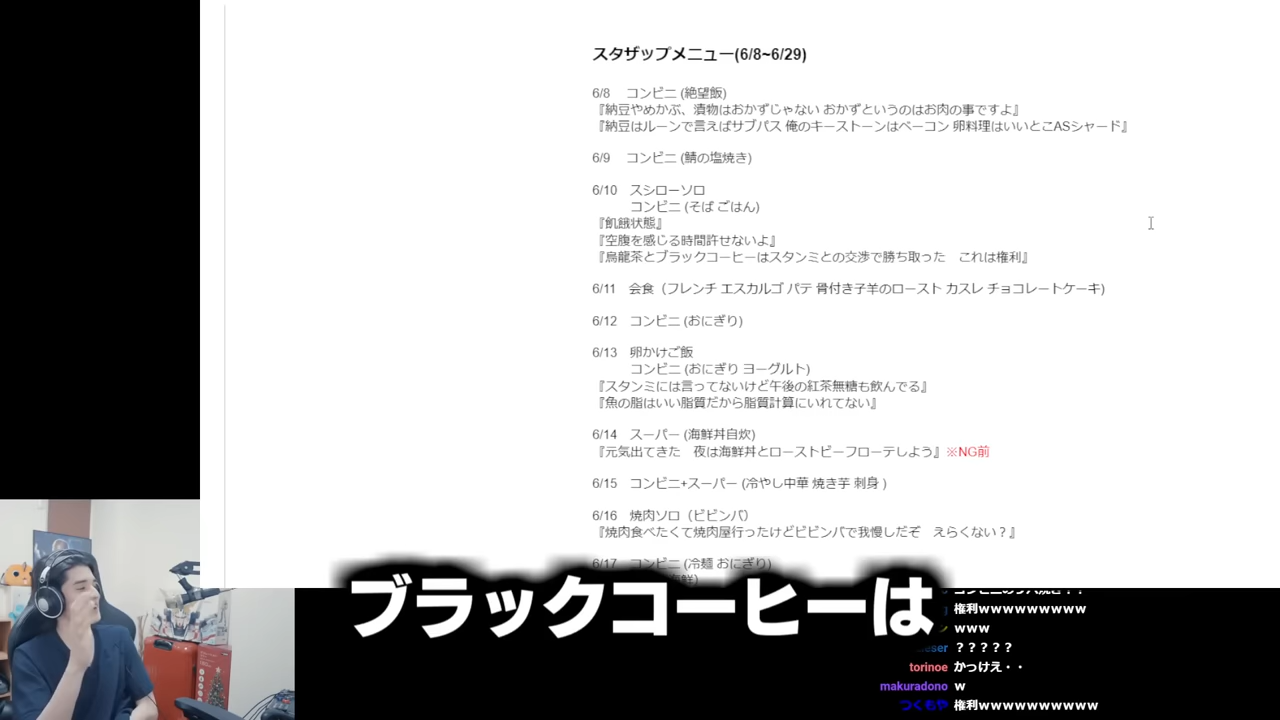 スタザップメニュー(6/8~6/29)
6/8 コンビニ (絶望飯)
『納豆やめかぶ、漬物はおかずじゃない おかずというのはお肉の事ですよ』
『納豆はルーンで言えばサブパス 俺のキーストーンはベーコン 卵料理はいいとこASシャード』
6/9 コンビニ (鯖の塩焼き)
6/10 スシローソロ
コンビニ (そば ごはん)
『飢餓状態』
『空腹を感じる時間許せないよ』
『烏龍茶とブラックコーヒーはスタンミとの交渉で勝ち取った これは権利』
6/11 会食（フレンチ エスカルゴ パテ 骨付き子羊のロースト カスレ チョコレートケーキ)
6/12 コンビニ (おにぎり)
6/13 卵かけご飯
コンビニ (おにぎり ヨーグルト)
『スタンミには言ってないけど午後の紅茶無糖も飲んでる』
『魚の脂はいい脂質だから脂質計算にいれてない』
6/14 スーパー (海鮮丼自炊)
『元気出てきた 夜は海鮮丼とローストビーフローテしよう』※NG前
6/15 コンビニ+スーパー (冷やし中華 焼き芋 刺身 )
6/16 焼肉ソロ（ビビンバ）
『焼肉食べたくて焼肉屋行ったけどビビンバで我慢しだぞ えらくない？』
6/17 コンビニ (冷麺 おにぎり)
ブラックコーヒーは
権利wwwwwwwww
www
？？？？？
torinoe かっけえ・・
makuradono w
つくもや 権利wwwwwwwwww